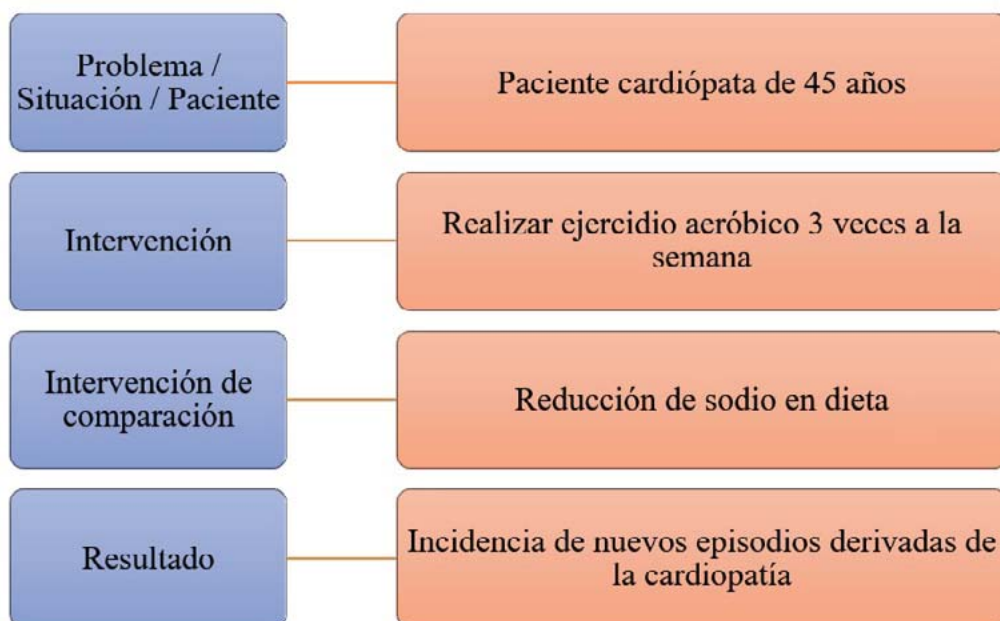 Problema /
Situación / Paciente
Paciente cardiópata de 45 años
Intervención
Realizar ejercidio aeróbico 3 veces a la
semana
Intervención de
comparación
Reducción de sodio en dieta
Resultado
Incidencia de nuevos episodios derivadas de
la cardiopatía